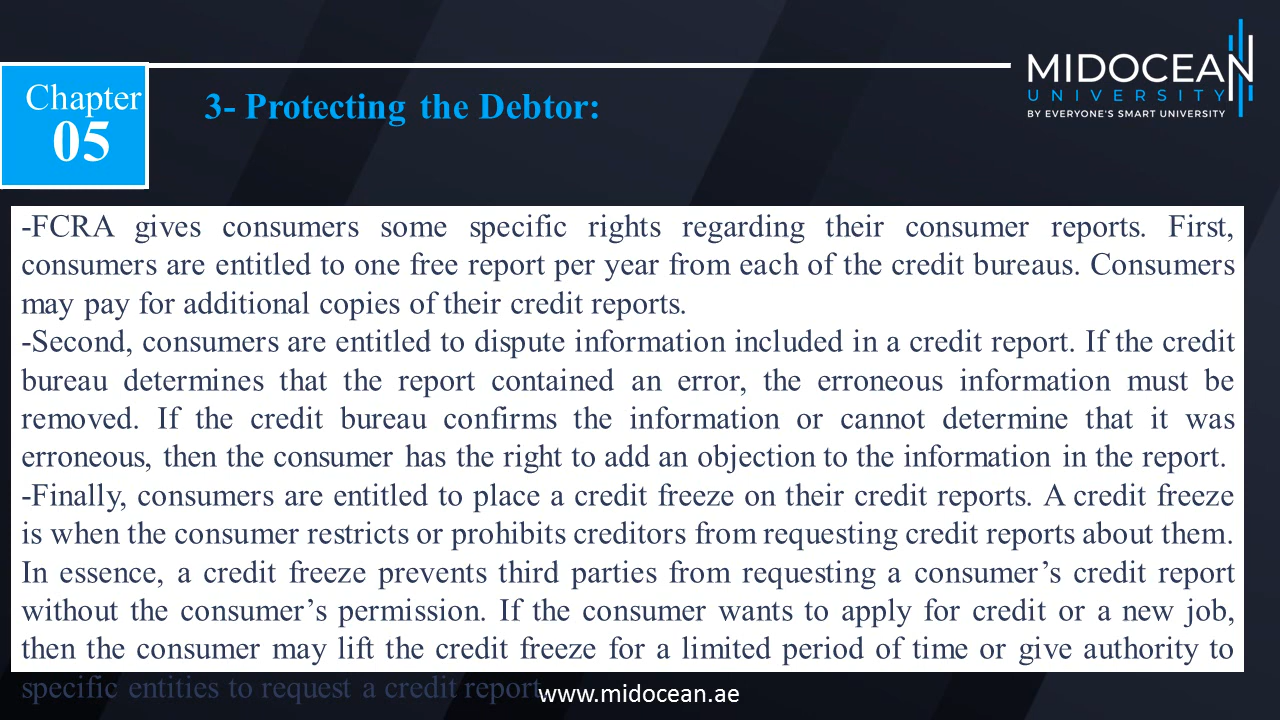 Chapter
05
3- Protecting the Debtor:
MIDOCEAN
UNIVERSITY
BY EVERYONE'S SMART UNIVERSITY
-FCRA gives consumers some specific rights regarding their consumer reports. First,
consumers are entitled to one free report per year from each of the credit bureaus. Consumers
may pay for additional copies of their credit reports.
-Second, consumers are entitled to dispute information included in a credit report. If the credit
bureau determines that the report contained an error, the erroneous information must be
removed. If the credit bureau confirms the information or cannot determine that it was
erroneous, then the consumer has the right to add an objection to the information in the report.
-Finally, consumers are entitled to place a credit freeze on their credit reports. A credit freeze
is when the consumer restricts or prohibits creditors from requesting credit reports about them.
In essence, a credit freeze prevents third parties from requesting a consumer’s credit report
without the consumer’s permission. If the consumer wants to apply for credit or a new job,
then the consumer may lift the credit freeze for a limited period of time or give authority to
specific entities to request a credit report.
www.midocean.ae